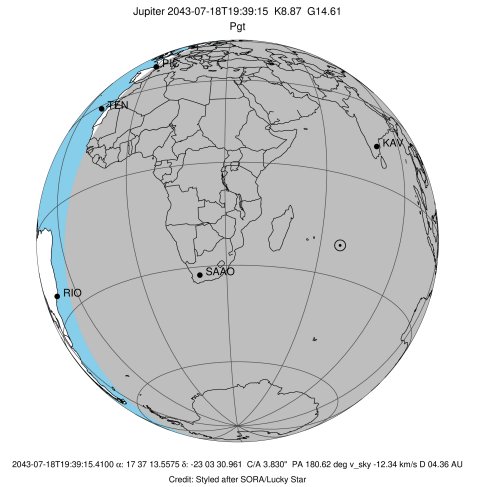 Jupiter 2043-07-18T19:39:15 K8.87 G14.61
Pgt
PIC
TEN
KAV
SAAO
RIO
2043-07-18T19:39:15.4100 α: 17 37 13.5575 δ: -23 03 30.961 C/A 3.830" PA 180.62 deg v_sky -12.34 km/s D 04.36 AU
Credit: Styled after SORA/Lucky Star